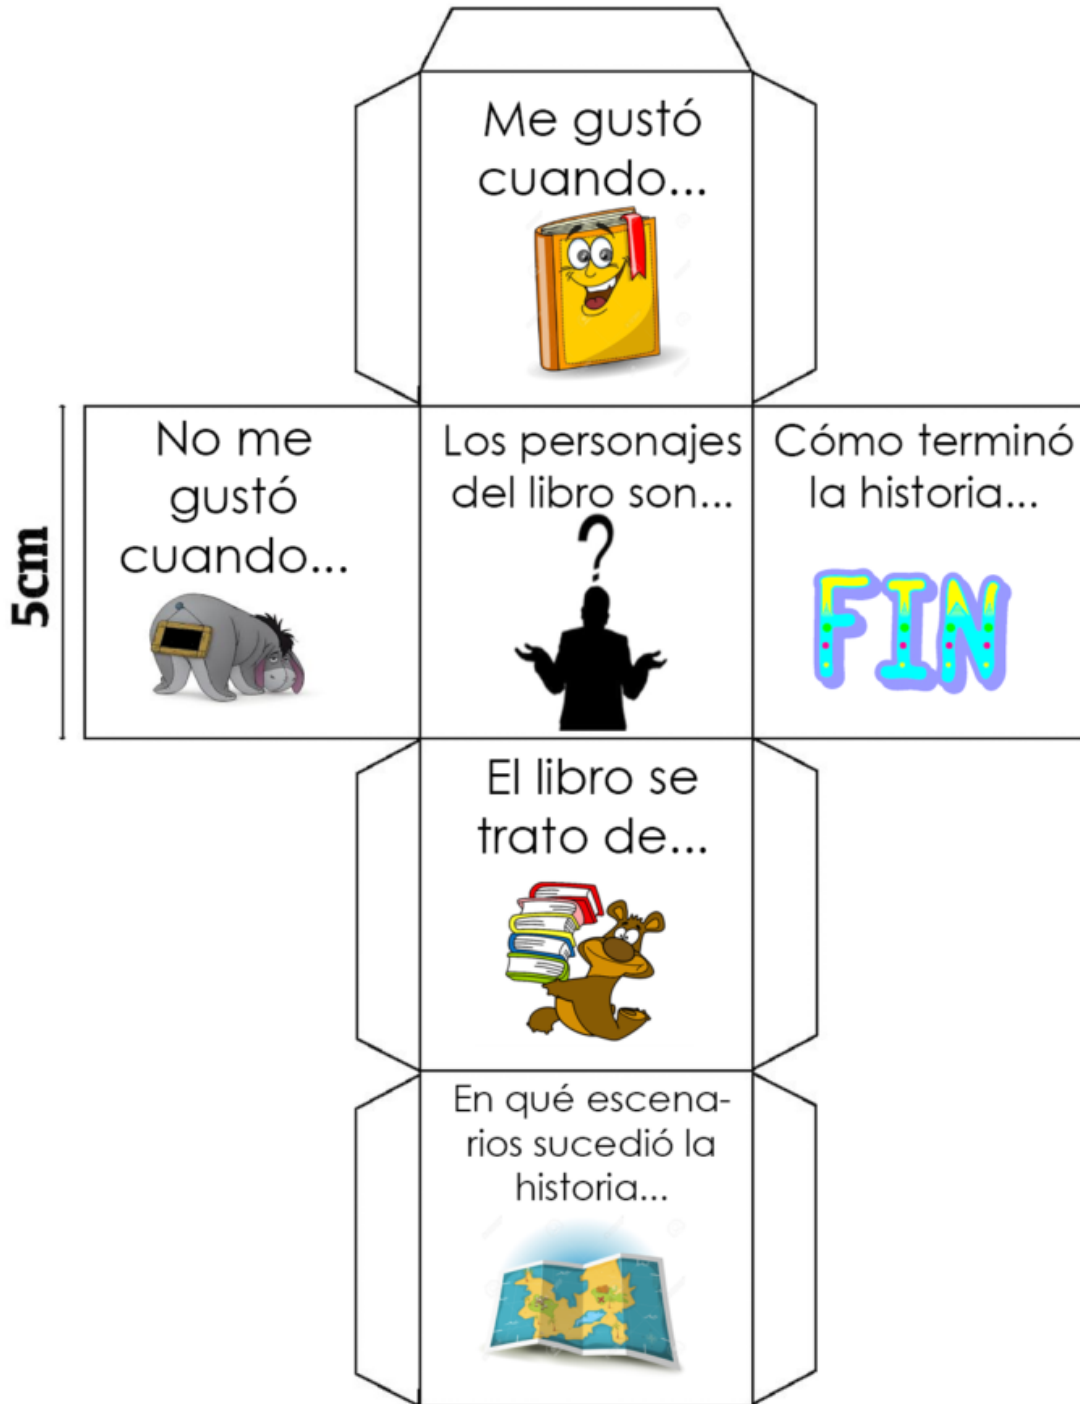 Me gustó
cuando...
No me
gustó
cuando...
Los personajes
del libro son...
?
Cómo terminó
la historia...
FIN
5cm
El libro se
trato de...
En qué escena-
rios sucedió la
historia...